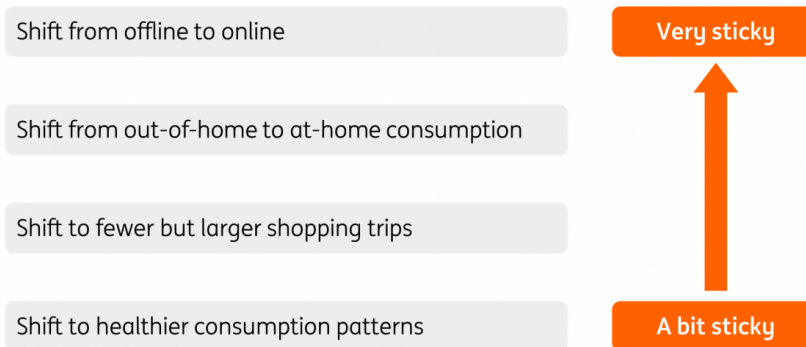 Shift from offline to online
Very sticky
Shift from out-of-home to at-home consumption
Shift to fewer but larger shopping trips
Shift to healthier consumption patterns
A bit sticky